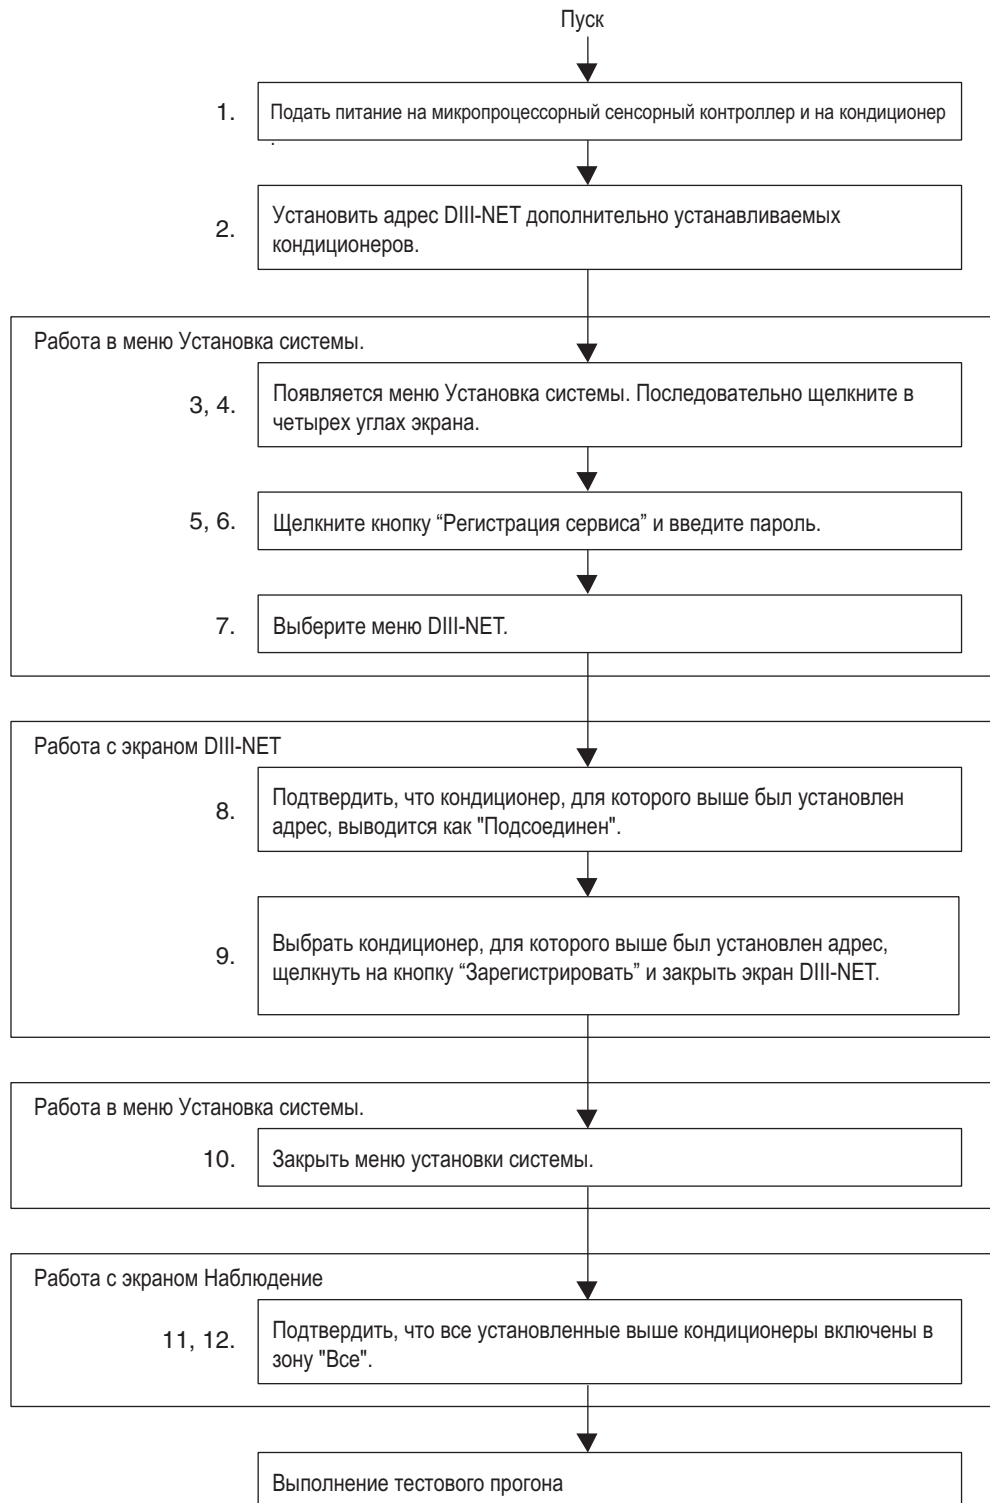 Пуск
1. Подать питание на микропроцессорный сенсорный контроллер и на кондиционер
.
2. Установить адрес DIII-NET дополнительно устанавливаемых
кондиционеров.
Работа в меню Установка системы.
3, 4. Появляется меню Установка системы. Последовательно щелкните в
четырех углах экрана.
5, 6. Щелкните кнопку “Регистрация сервиса” и введите пароль.
7. Выберите меню DIII-NET.
Работа с экраном DIII-NET
8. Подтвердить, что кондиционер, для которого выше был установлен
адрес, выводится как "Подсоединен".
9. Выбрать кондиционер, для которого выше был установлен адрес,
щелкнуть на кнопку “Зарегистрировать” и закрыть экран DIII-NET.
Работа в меню Установка системы.
10. Закрыть меню установки системы.
Работа с экраном Наблюдение
11, 12. Подтвердить, что все установленные выше кондиционеры включены в
зону "Все".
Выполнение тестового прогона